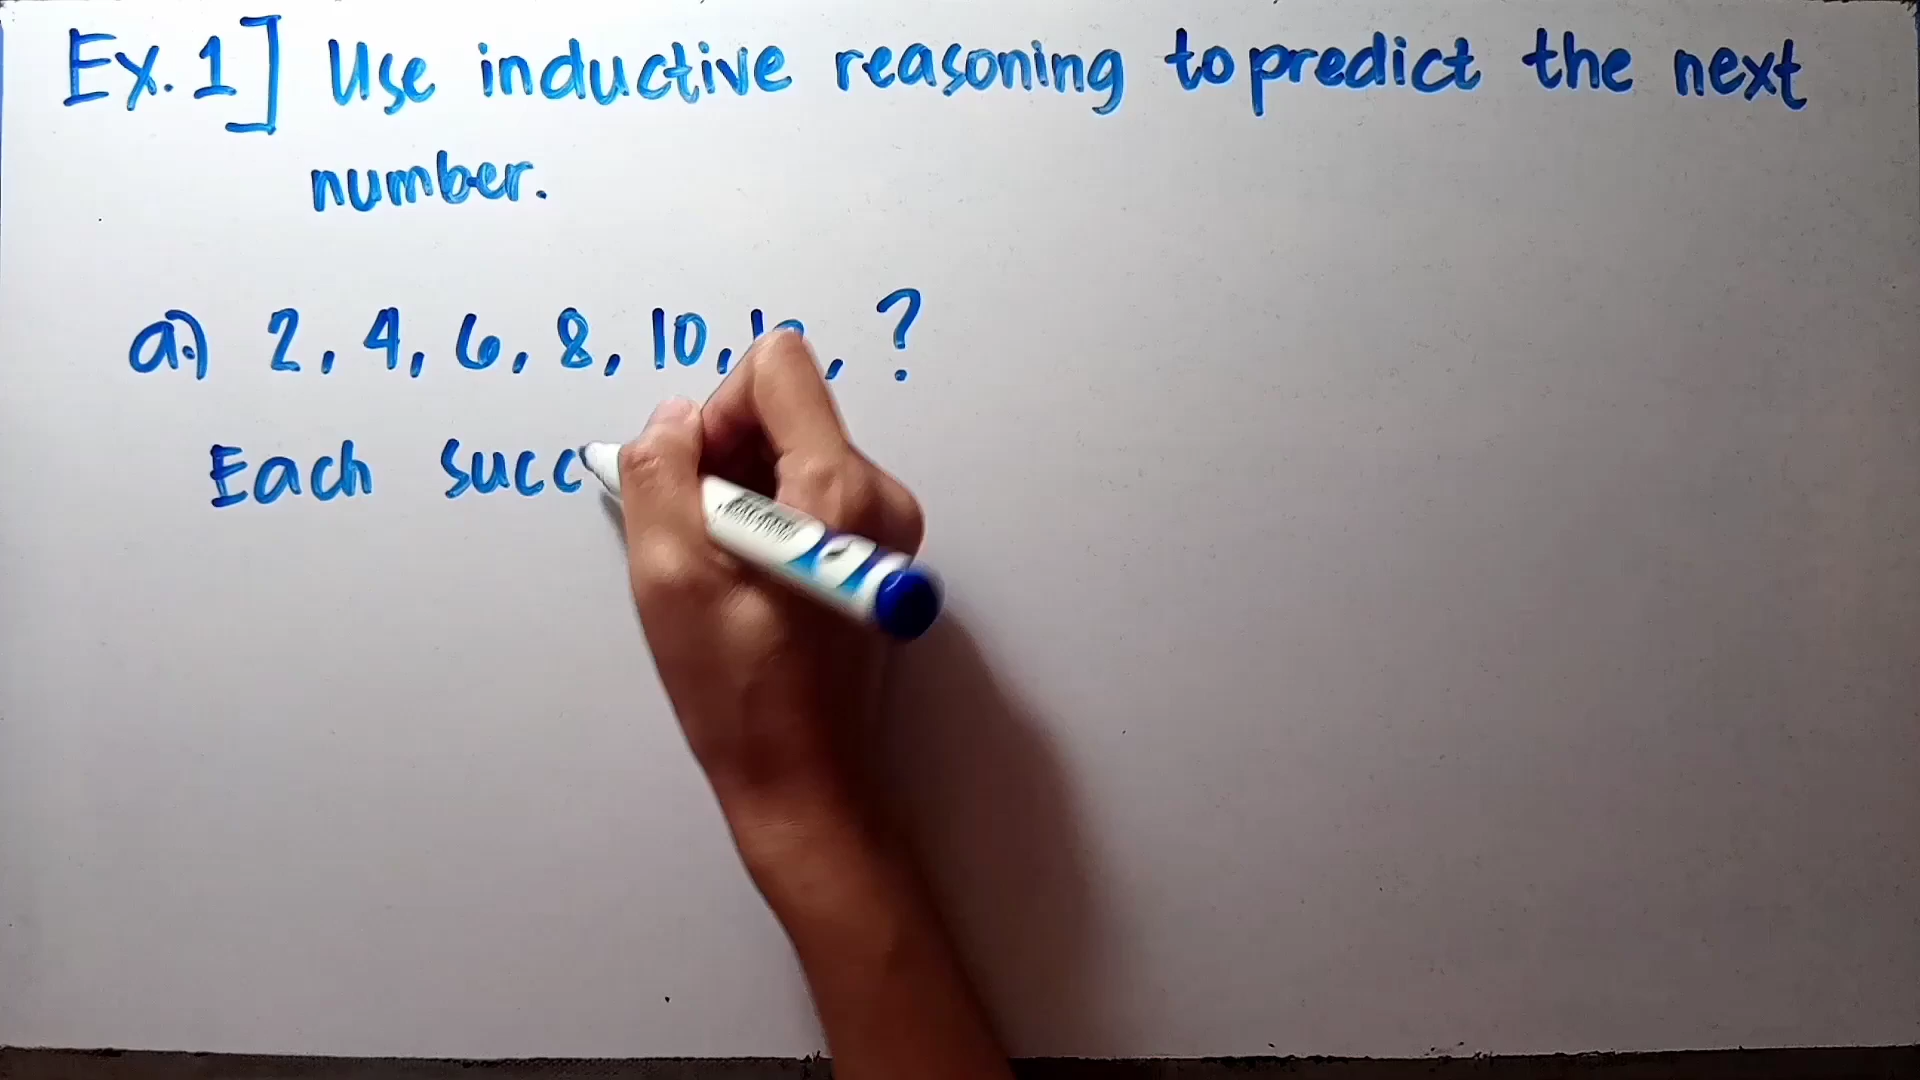 Ex. 1] Use inductive reasoning to predict the next
number.
a.) 2, 4, 6, 8, 10, , ?
Each succ